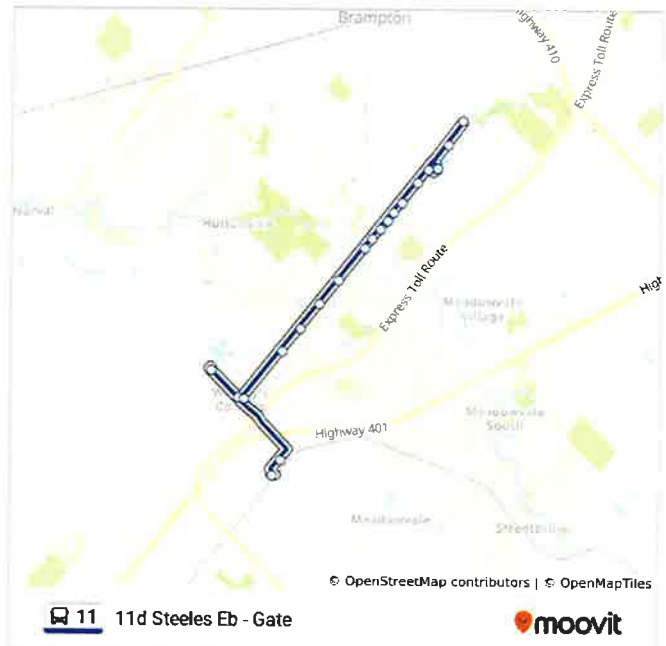 Brampton
Highway 410
Express Toll Route
Norval
Huttonville
Express Toll Route
High
Meadowvale
Village
Highway 401
Meadowvale
South
Meadowvale
Streetsville
© OpenStreetMap contributors | © OpenMapTiles
11 11d Steeles Eb - Gate
moovit